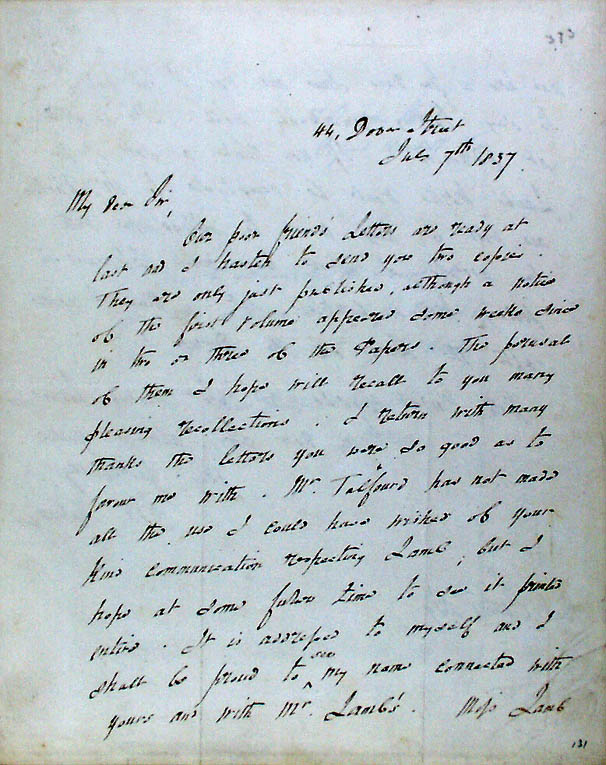 373
44, Dover Street
July 7th 1837.
My dear Sir,
Our poor friend's Letters are ready at
last and I hasten to send you two copies.
They are only just published, although a notice
of the first volume appeared some weeks since
in two or three of the Papers. The perusal
of them I hope will recall to you many
pleasing recollections. I return with many
thanks the letters you were so good as to
favour me with. Mr. Talfourd has not made
all the use I could have wished of your
kind communication respecting Lamb, but I
hope at some future time to see it printed
entire. It is addressed to myself and I
shall be proud to see my name connected with
yours and with Mr. Lamb's. Miss Lamb
131